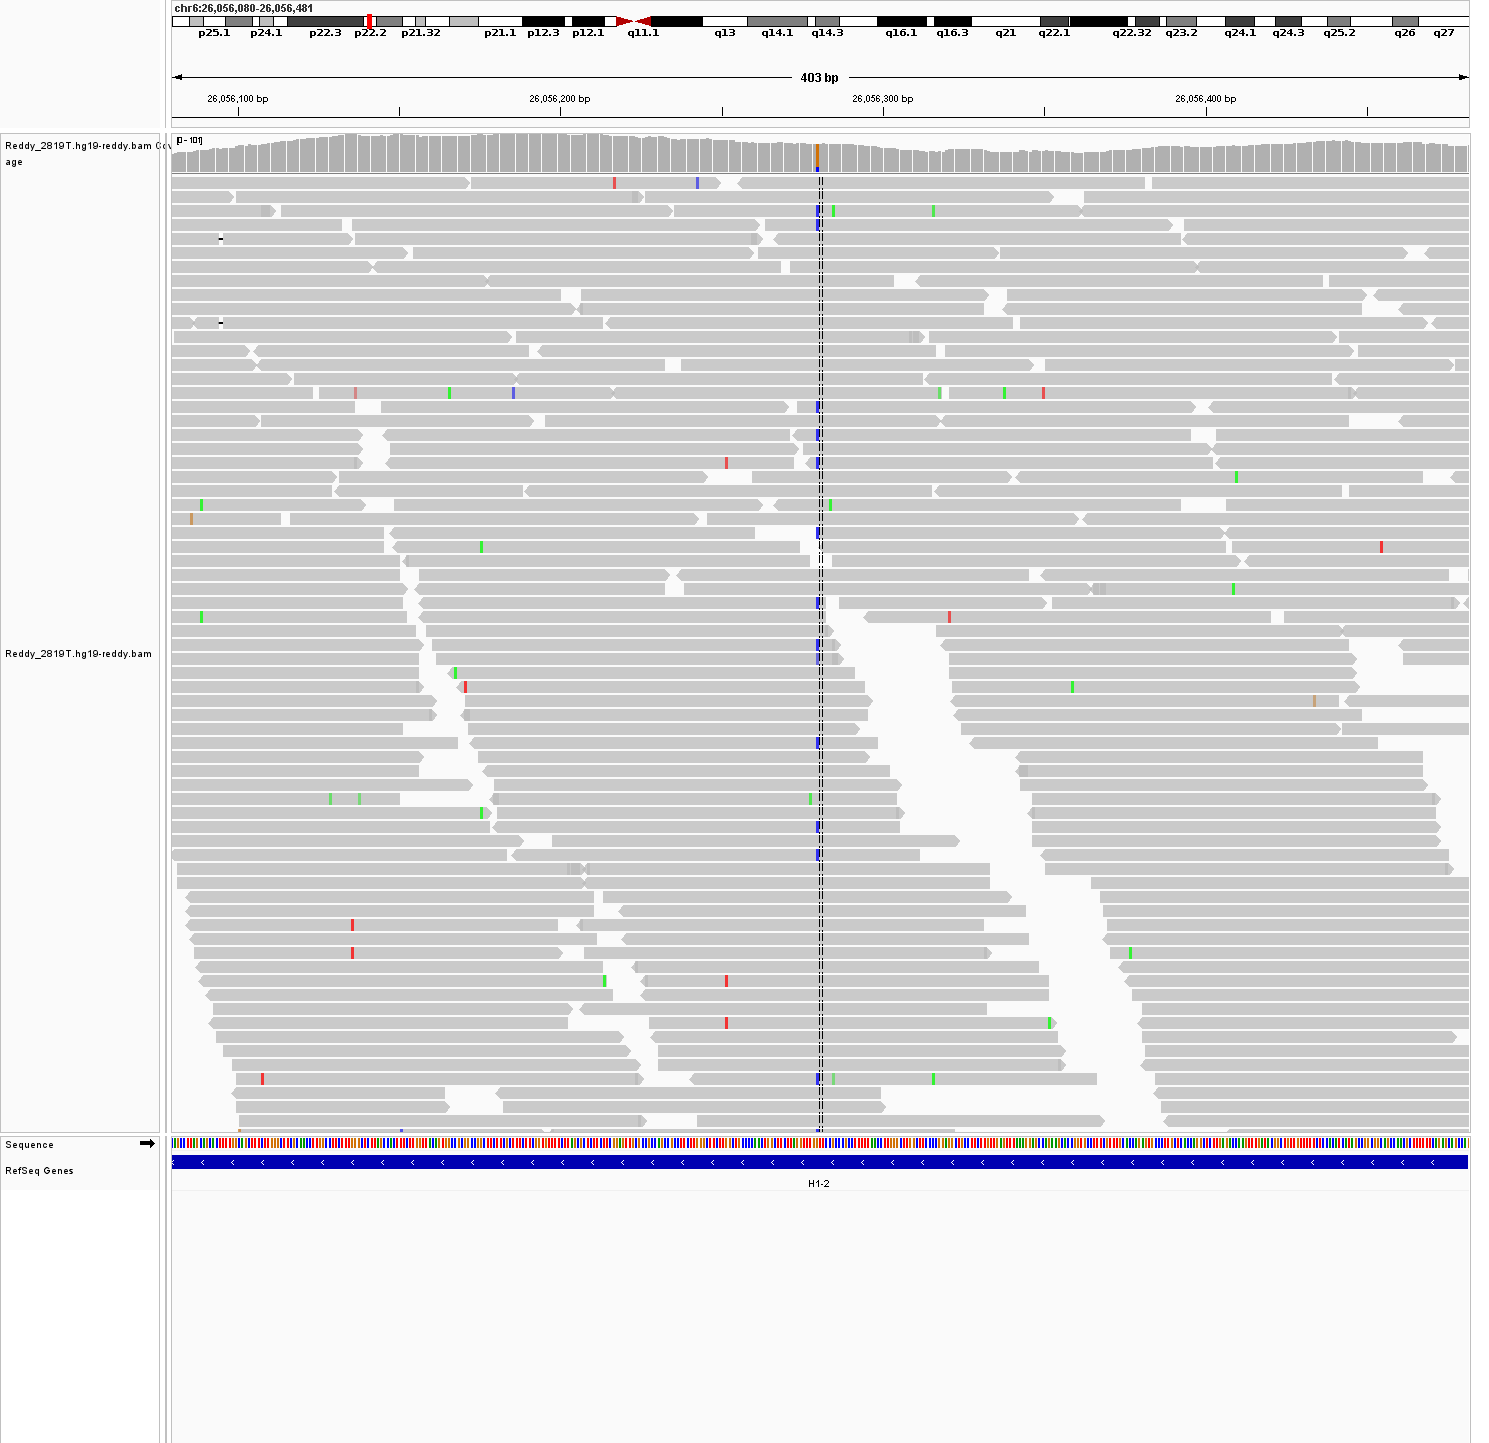 chr6:26,056,080-26,056,481
p25.1 p24.1 p22.3 p22.2 p21.32 p21.1 p12.3 p12.1 q11.1 q13 q14.1 q14.3 q16.1 q16.3 q21 q22.1 q22.32 q23.2 q24.1 q24.3 q25.2 q26 q27
403 bp
26,056,100 bp 26,056,200 bp 26,056,300 bp 26,056,400 bp
[0 - 101]
Reddy_2819T.hg19-reddy.bam Cov
age
Reddy_2819T.hg19-reddy.bam
Sequence
RefSeq Genes
H1-2